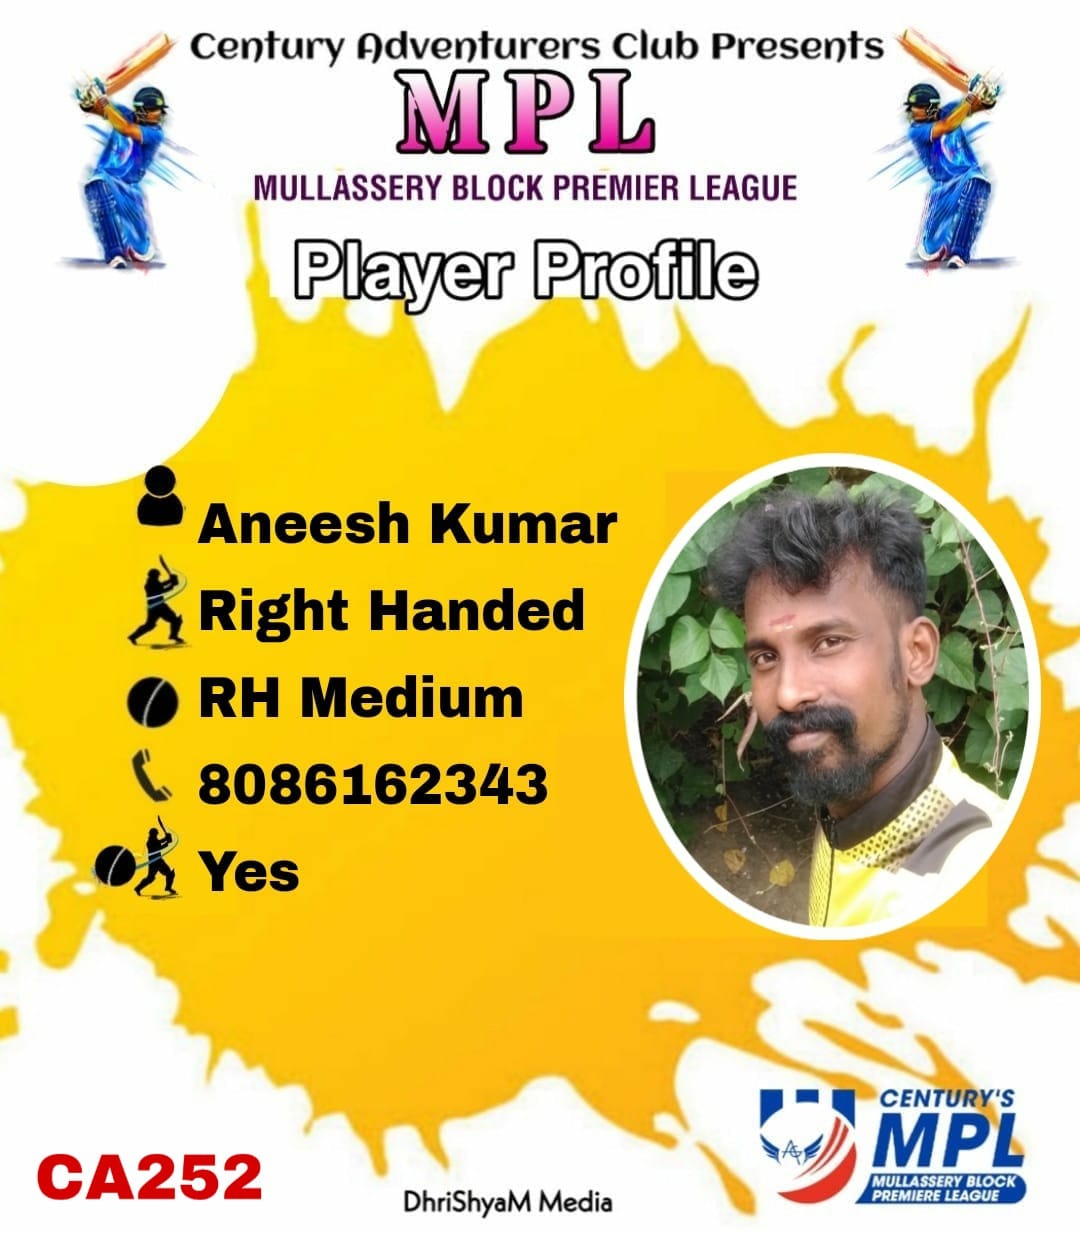 Century Adventurers Club Presents
MPL
MULLASSERY BLOCK PREMIER LEAGUE
Player Profile
Aneesh Kumar
Right Handed
RH Medium
8086162343
Yes
CA252
DhriShyaM Media
CENTURY'S
MPL
MULLASSERY BLOCK
PREMIERE LEAGUE